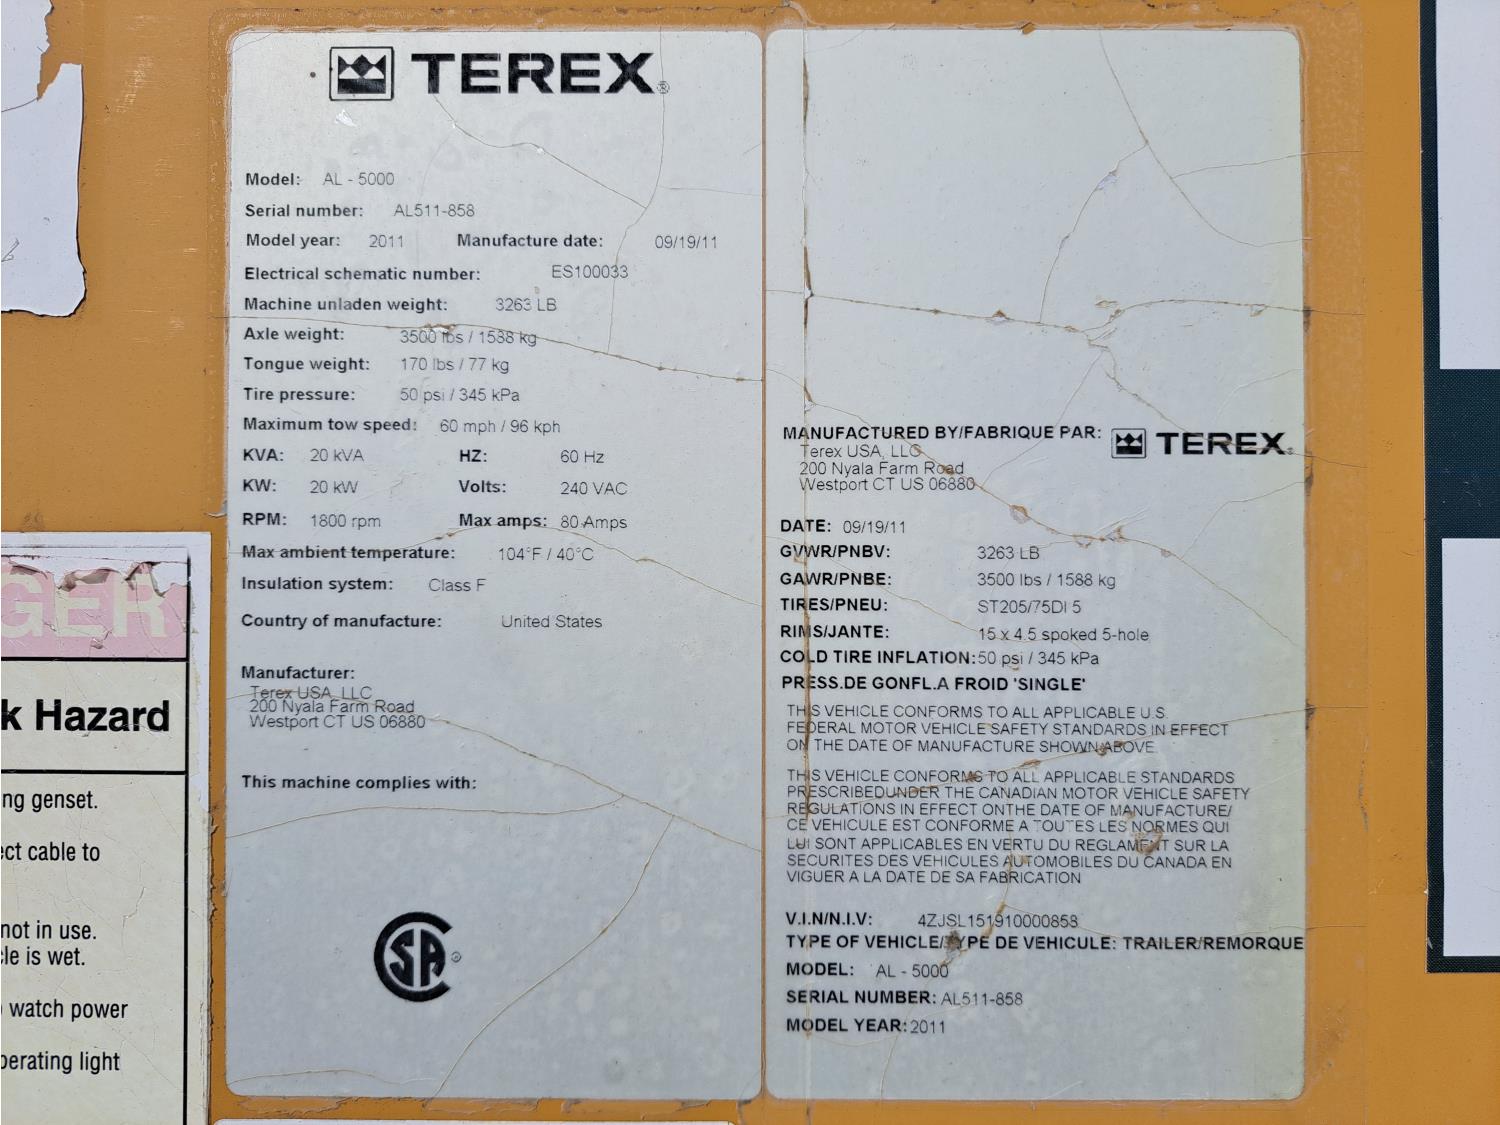 TEREX®
Model: AL - 5000
Serial number: AL511-858
Model year: 2011 Manufacture date: 09/19/11
Electrical schematic number: ES100033
Machine unladen weight: 3263 LB
Axle weight: 3500 lbs / 1588 kg
Tongue weight: 170 lbs / 77 kg
Tire pressure: 50 psi / 345 kPa
Maximum tow speed: 60 mph / 96 kph
KVA: 20 kVA HZ: 60 Hz
KW: 20 kW Volts: 240 VAC
RPM: 1800 rpm Max amps: 80 Amps
Max ambient temperature: 104°F / 40°C
Insulation system: Class F
Country of manufacture: United States
Manufacturer:
Terex USA, LLC
200 Nyala Farm Road
Westport CT US 06880
This machine complies with:
SA®
MANUFACTURED BY/FABRIQUE PAR: TEREX®
Terex USA, LLC
200 Nyala Farm Road
Westport CT US 06880
DATE: 09/19/11
GVWR/PNBV: 3263 LB
GAWR/PNBE: 3500 lbs / 1588 kg
TIRES/PNEU: ST205/75DI 5
RIMS/JANTE: 15 x 4.5 spoked 5-hole
COLD TIRE INFLATION: 50 psi / 345 kPa
PRESS.DE GONFL.A FROID 'SINGLE'
THIS VEHICLE CONFORMS TO ALL APPLICABLE U.S.
FEDERAL MOTOR VEHICLE SAFETY STANDARDS IN EFFECT
ON THE DATE OF MANUFACTURE SHOWN ABOVE.
THIS VEHICLE CONFORMS TO ALL APPLICABLE STANDARDS
PRESCRIBEDUNDER THE CANADIAN MOTOR VEHICLE SAFETY
REGULATIONS IN EFFECT ONTHE DATE OF MANUFACTURE/
CE VEHICULE EST CONFORME A TOUTES LES NORMES QUI
LUI SONT APPLICABLES EN VERTU DU REGLAMENT SUR LA
SECURITES DES VEHICULES AUTOMOBILES DU CANADA EN
VIGUER A LA DATE DE SA FABRICATION
V.I.N/N.I.V: 4ZJSL151910000858
TYPE OF VEHICLE/TYPE DE VEHICULE: TRAILER/REMORQUE
MODEL: AL - 5000
SERIAL NUMBER: AL511-858
MODEL YEAR: 2011
GER
k Hazard
ng genset.
ct cable to
not in use.
le is wet.
watch power
perating light